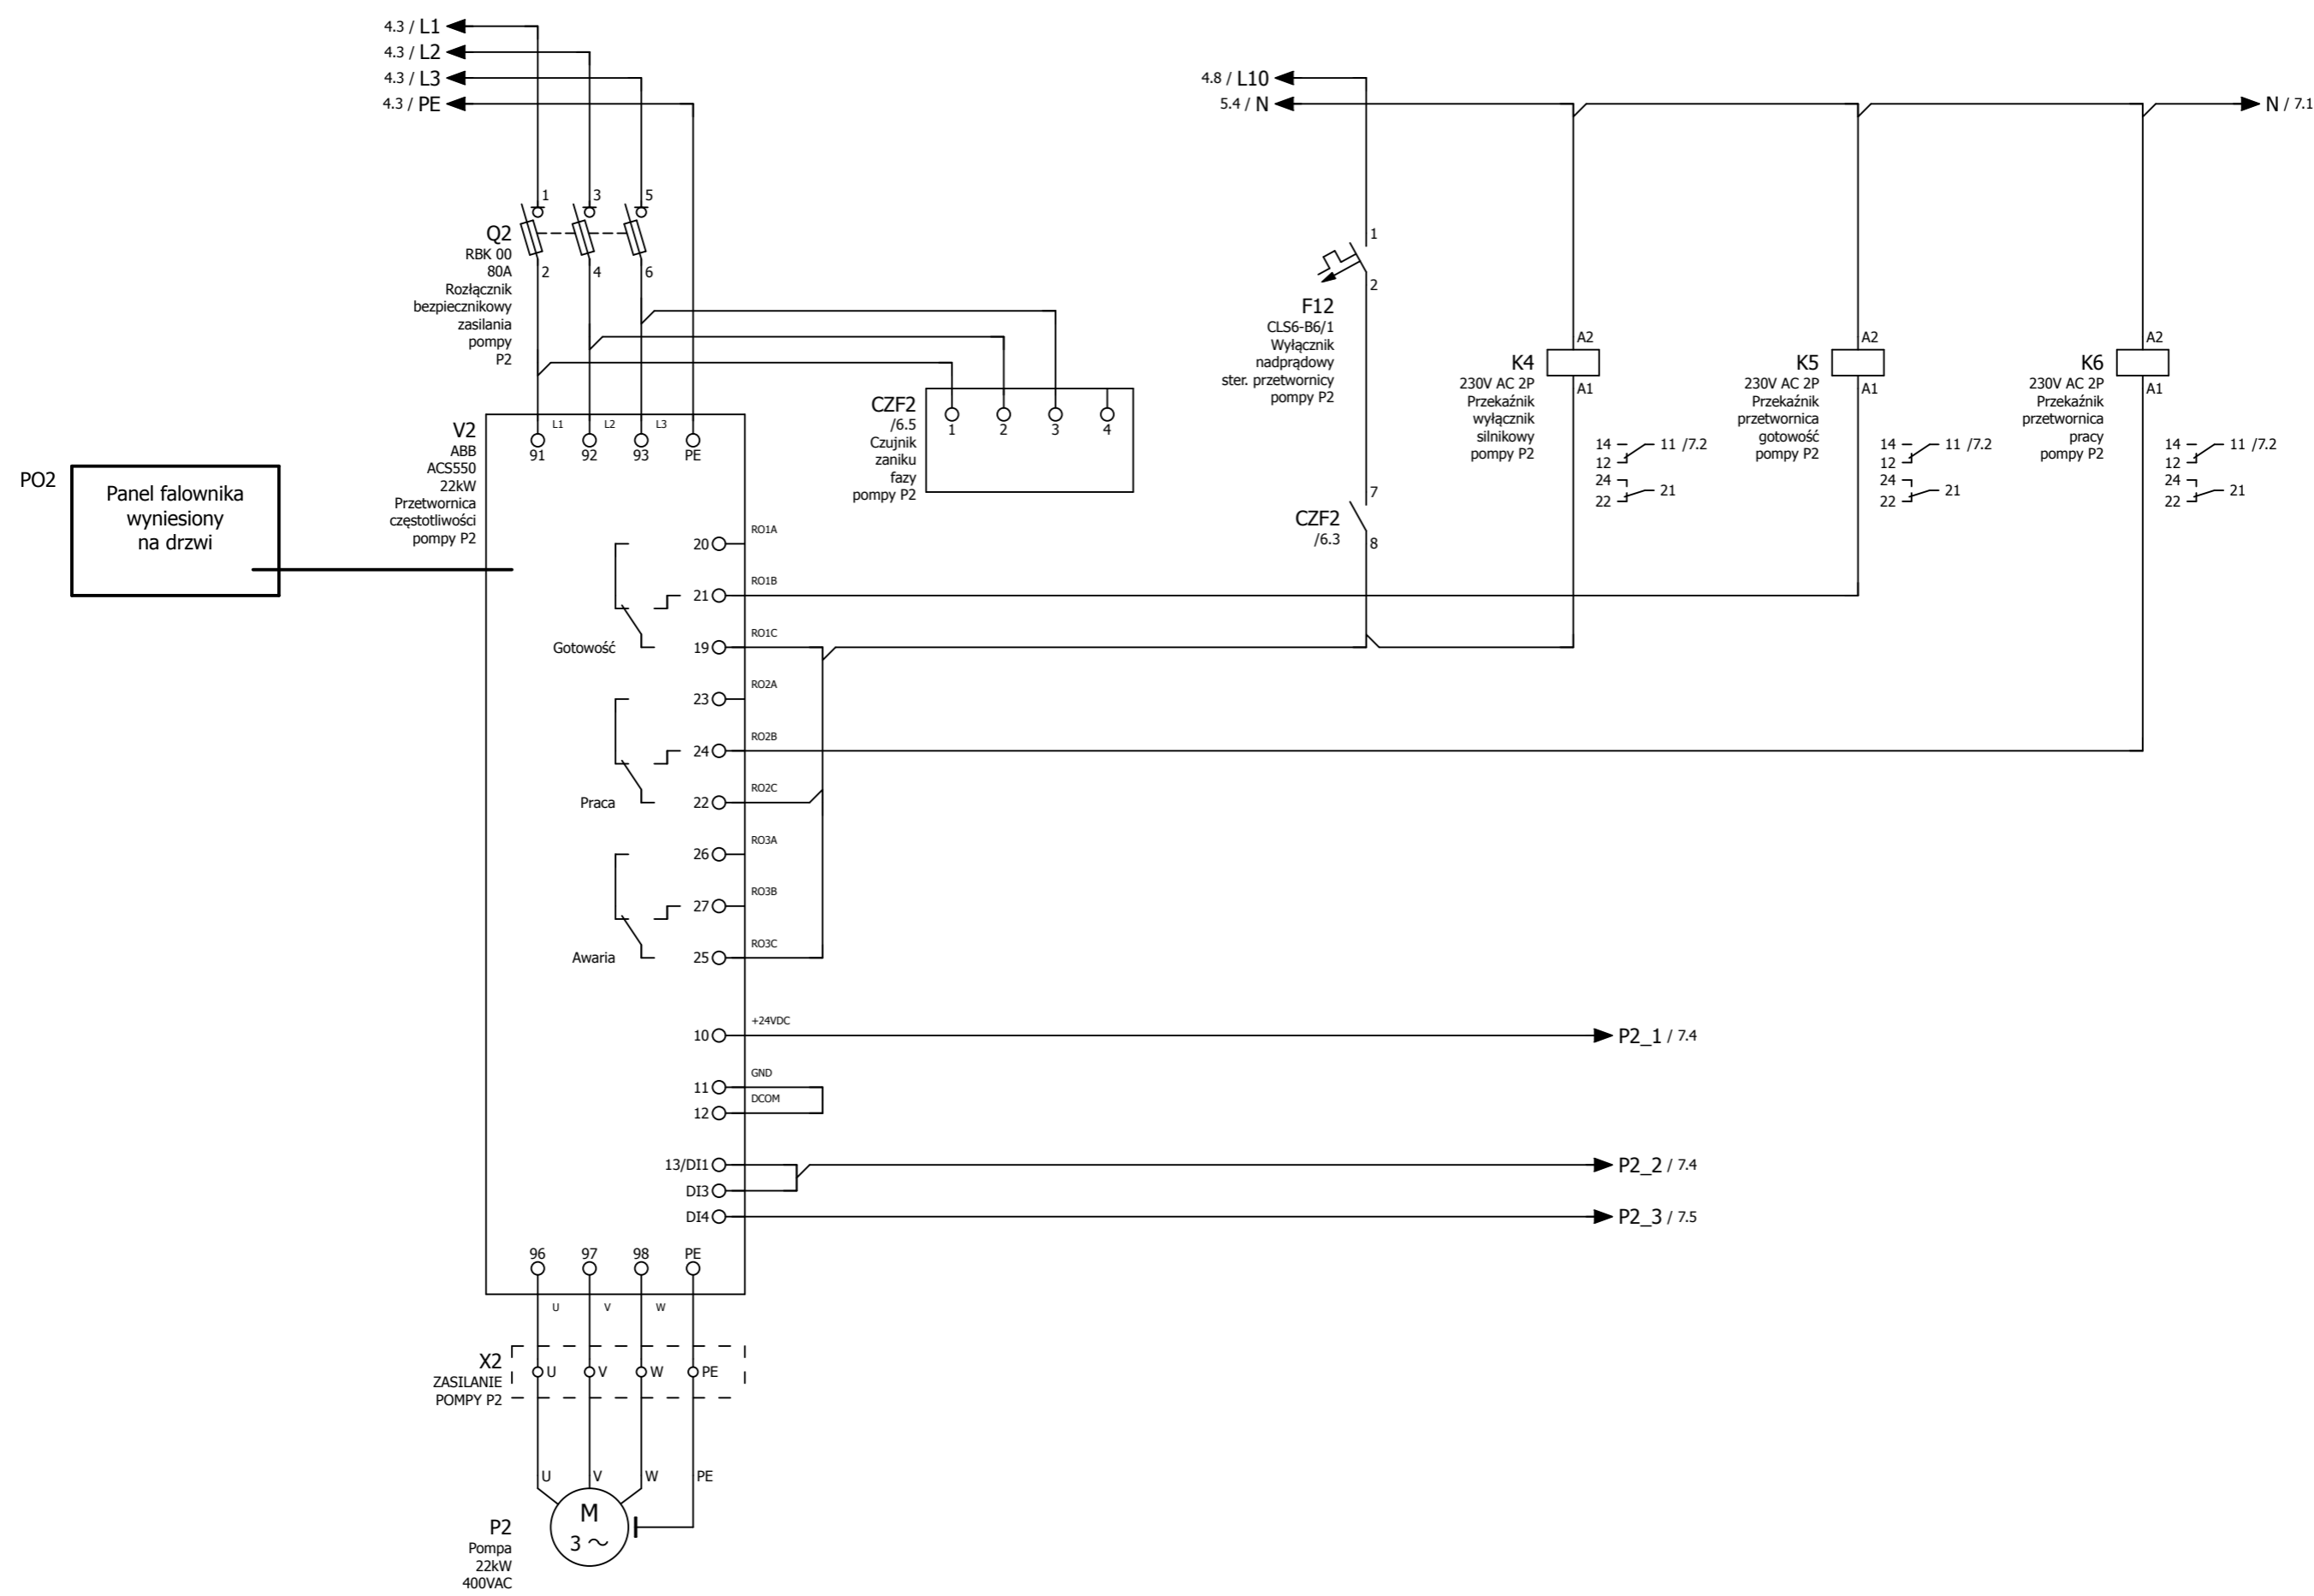 4.3 / L1
4.3 / L2
4.3 / L3
4.3 / PE
4.8 / L10
5.4 / N
N / 7.1
1
3
5
Q2
RBK 00
80A
Rozłącznik
bezpiecznikowy
zasilania
pompy
P2
2
4
6
1
2
F12
CLS6-B6/1
Wyłącznik
nadprądowy
ster. przetwornicy
pompy P2
A2
K4
230V AC 2P
Przekaźnik
wyłącznik
silnikowy
pompy P2
A1
14
11 /7.2
12
24
21
22
A2
K5
230V AC 2P
Przekaźnik
przetwornica
gotowość
pompy P2
A1
14
11 /7.2
12
24
21
22
A2
K6
230V AC 2P
Przekaźnik
przetwornica
pracy
pompy P2
A1
14
11 /7.2
12
24
21
22
CZF2
/6.5
Czujnik
zaniku
fazy
pompy P2
1
2
3
4
7
CZF2
/6.3
8
V2
ABB
ACS550
22kW
Przetwornica
częstotliwości
pompy P2
L1
L2
L3
91
92
93
PE
PO2
Panel falownika
wyniesiony
na drzwi
20
RO1A
21
RO1B
Gotowość
19
RO1C
23
RO2A
24
RO2B
Praca
22
RO2C
26
RO3A
27
RO3B
Awaria
25
RO3C
10
+24VDC
P2_1 / 7.4
11
GND
12
DCOM
13/DI1
P2_2 / 7.4
DI3
DI4
P2_3 / 7.5
96
97
98
PE
U
V
W
X2
ZASILANIE
POMPY P2
U
V
W
PE
U
V
W
PE
M
3 ~
P2
Pompa
22kW
400VAC